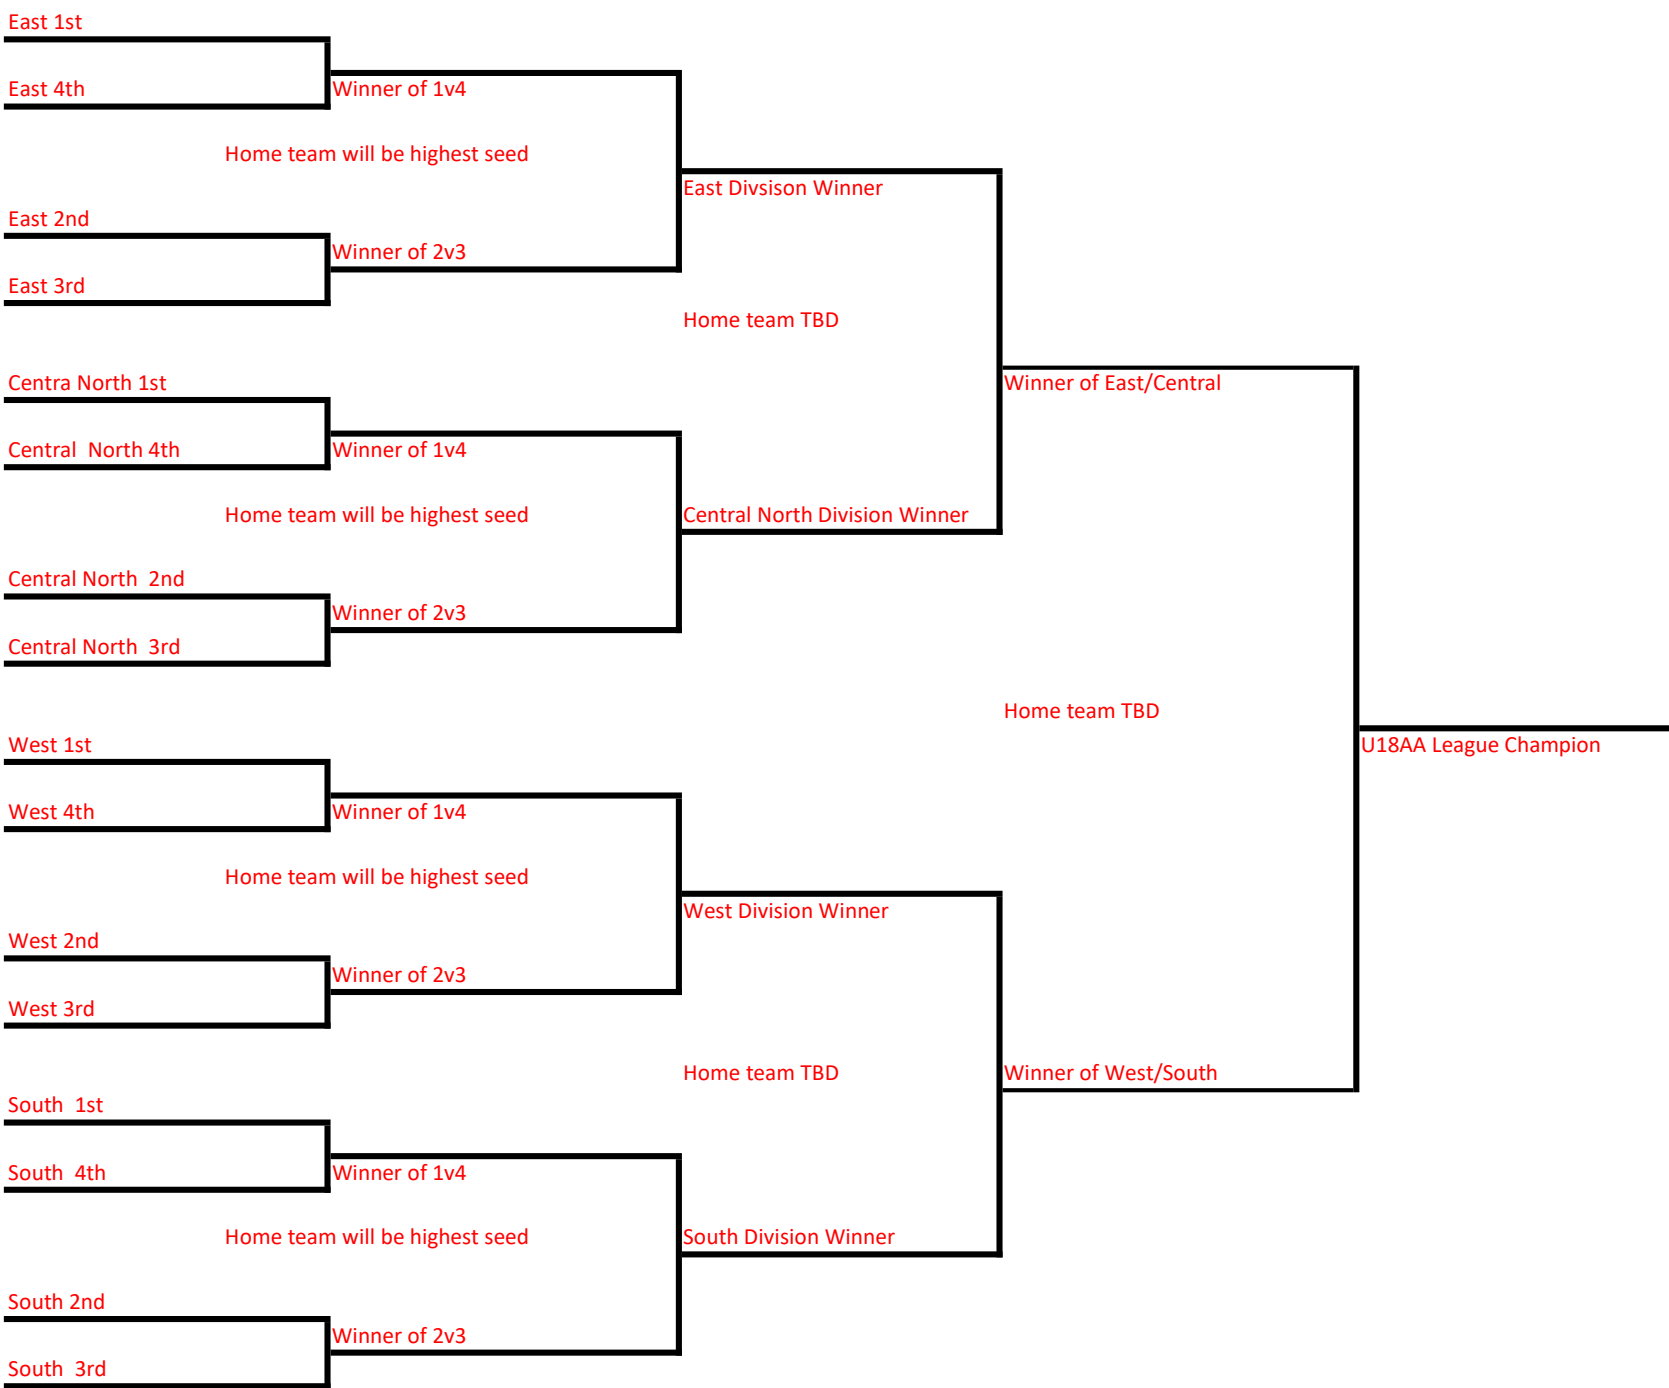 East 1st
East 4th
Winner of 1v4
Home team will be highest seed
East Divsison Winner
East 2nd
Winner of 2v3
East 3rd
Home team TBD
Centra North 1st
Winner of East/Central
Central  North 4th
Winner of 1v4
Home team will be highest seed
Central North Division Winner
Central North  2nd
Winner of 2v3
Central North  3rd
Home team TBD
West 1st
U18AA League Champion
West 4th
Winner of 1v4
Home team will be highest seed
West Division Winner
West 2nd
Winner of 2v3
West 3rd
Home team TBD
Winner of West/South
South  1st
South  4th
Winner of 1v4
Home team will be highest seed
South Division Winner
South 2nd
Winner of 2v3
South  3rd